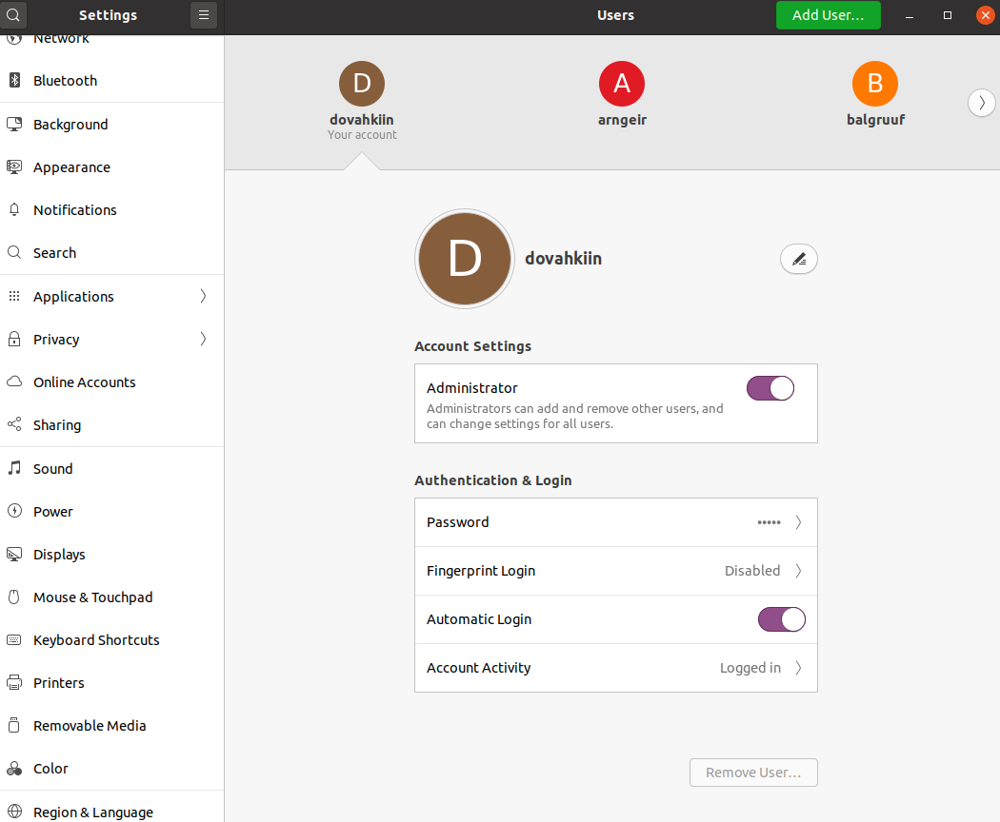 Settings
Users
Add User...
Network
Bluetooth
Background
Appearance
Notifications
Search
Applications
Privacy
Online Accounts
Sharing
Sound
Power
Displays
Mouse & Touchpad
Keyboard Shortcuts
Printers
Removable Media
Color
Region & Language
D
A
B
dovahkiin
arngeir
balgruuf
Your account
D
dovahkiin
Account Settings
Administrator
Administrators can add and remove other users, and
can change settings for all users.
Authentication & Login
Password •••••
Fingerprint Login Disabled
Automatic Login
Account Activity Logged in
Remove User...